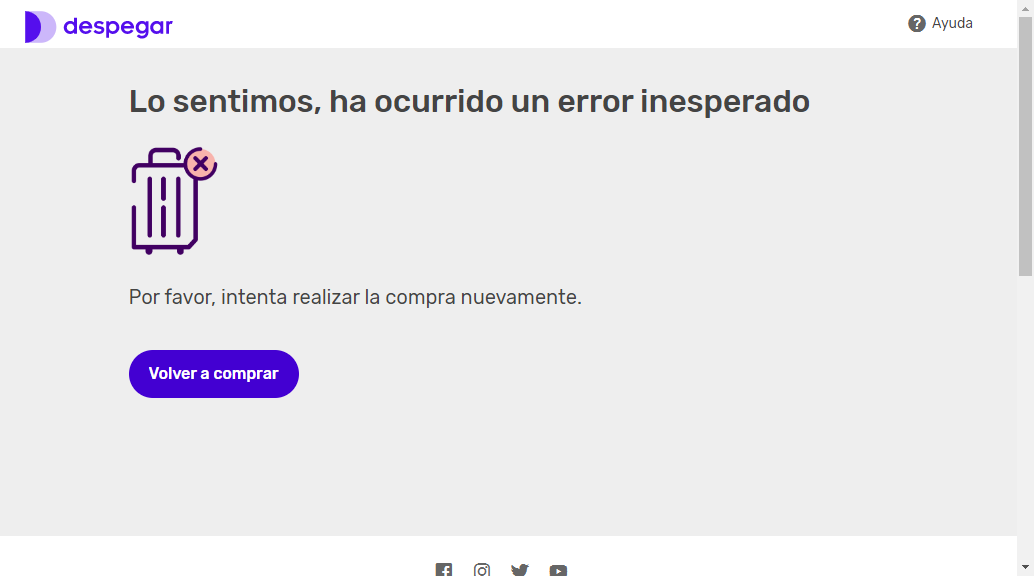 despegar
Ayuda
Lo sentimos, ha ocurrido un error inesperado
Por favor, intenta realizar la compra nuevamente.
Volver a comprar